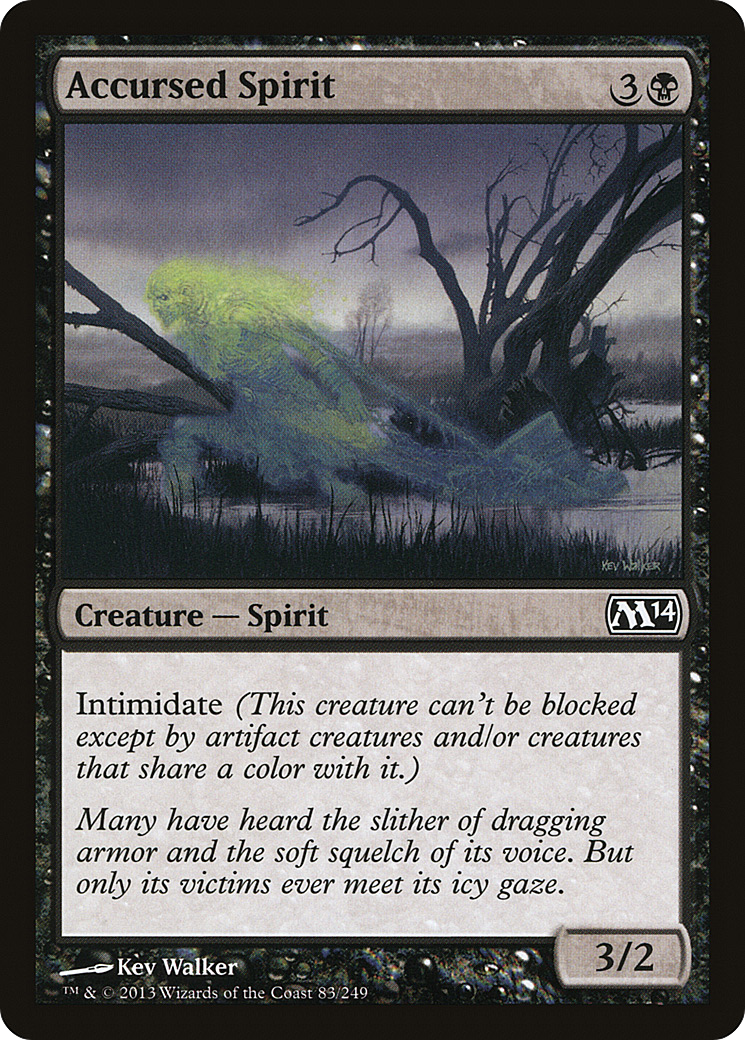 Accursed Spirit 3
KEV WALKER
Creature — Spirit M14
Intimidate (This creature can't be blocked
except by artifact creatures and/or creatures
that share a color with it.)
Many have heard the slither of dragging
armor and the soft squelch of its voice. But
only its victims ever meet its icy gaze.
3/2
Kev Walker
™ & © 2013 Wizards of the Coast 83/249